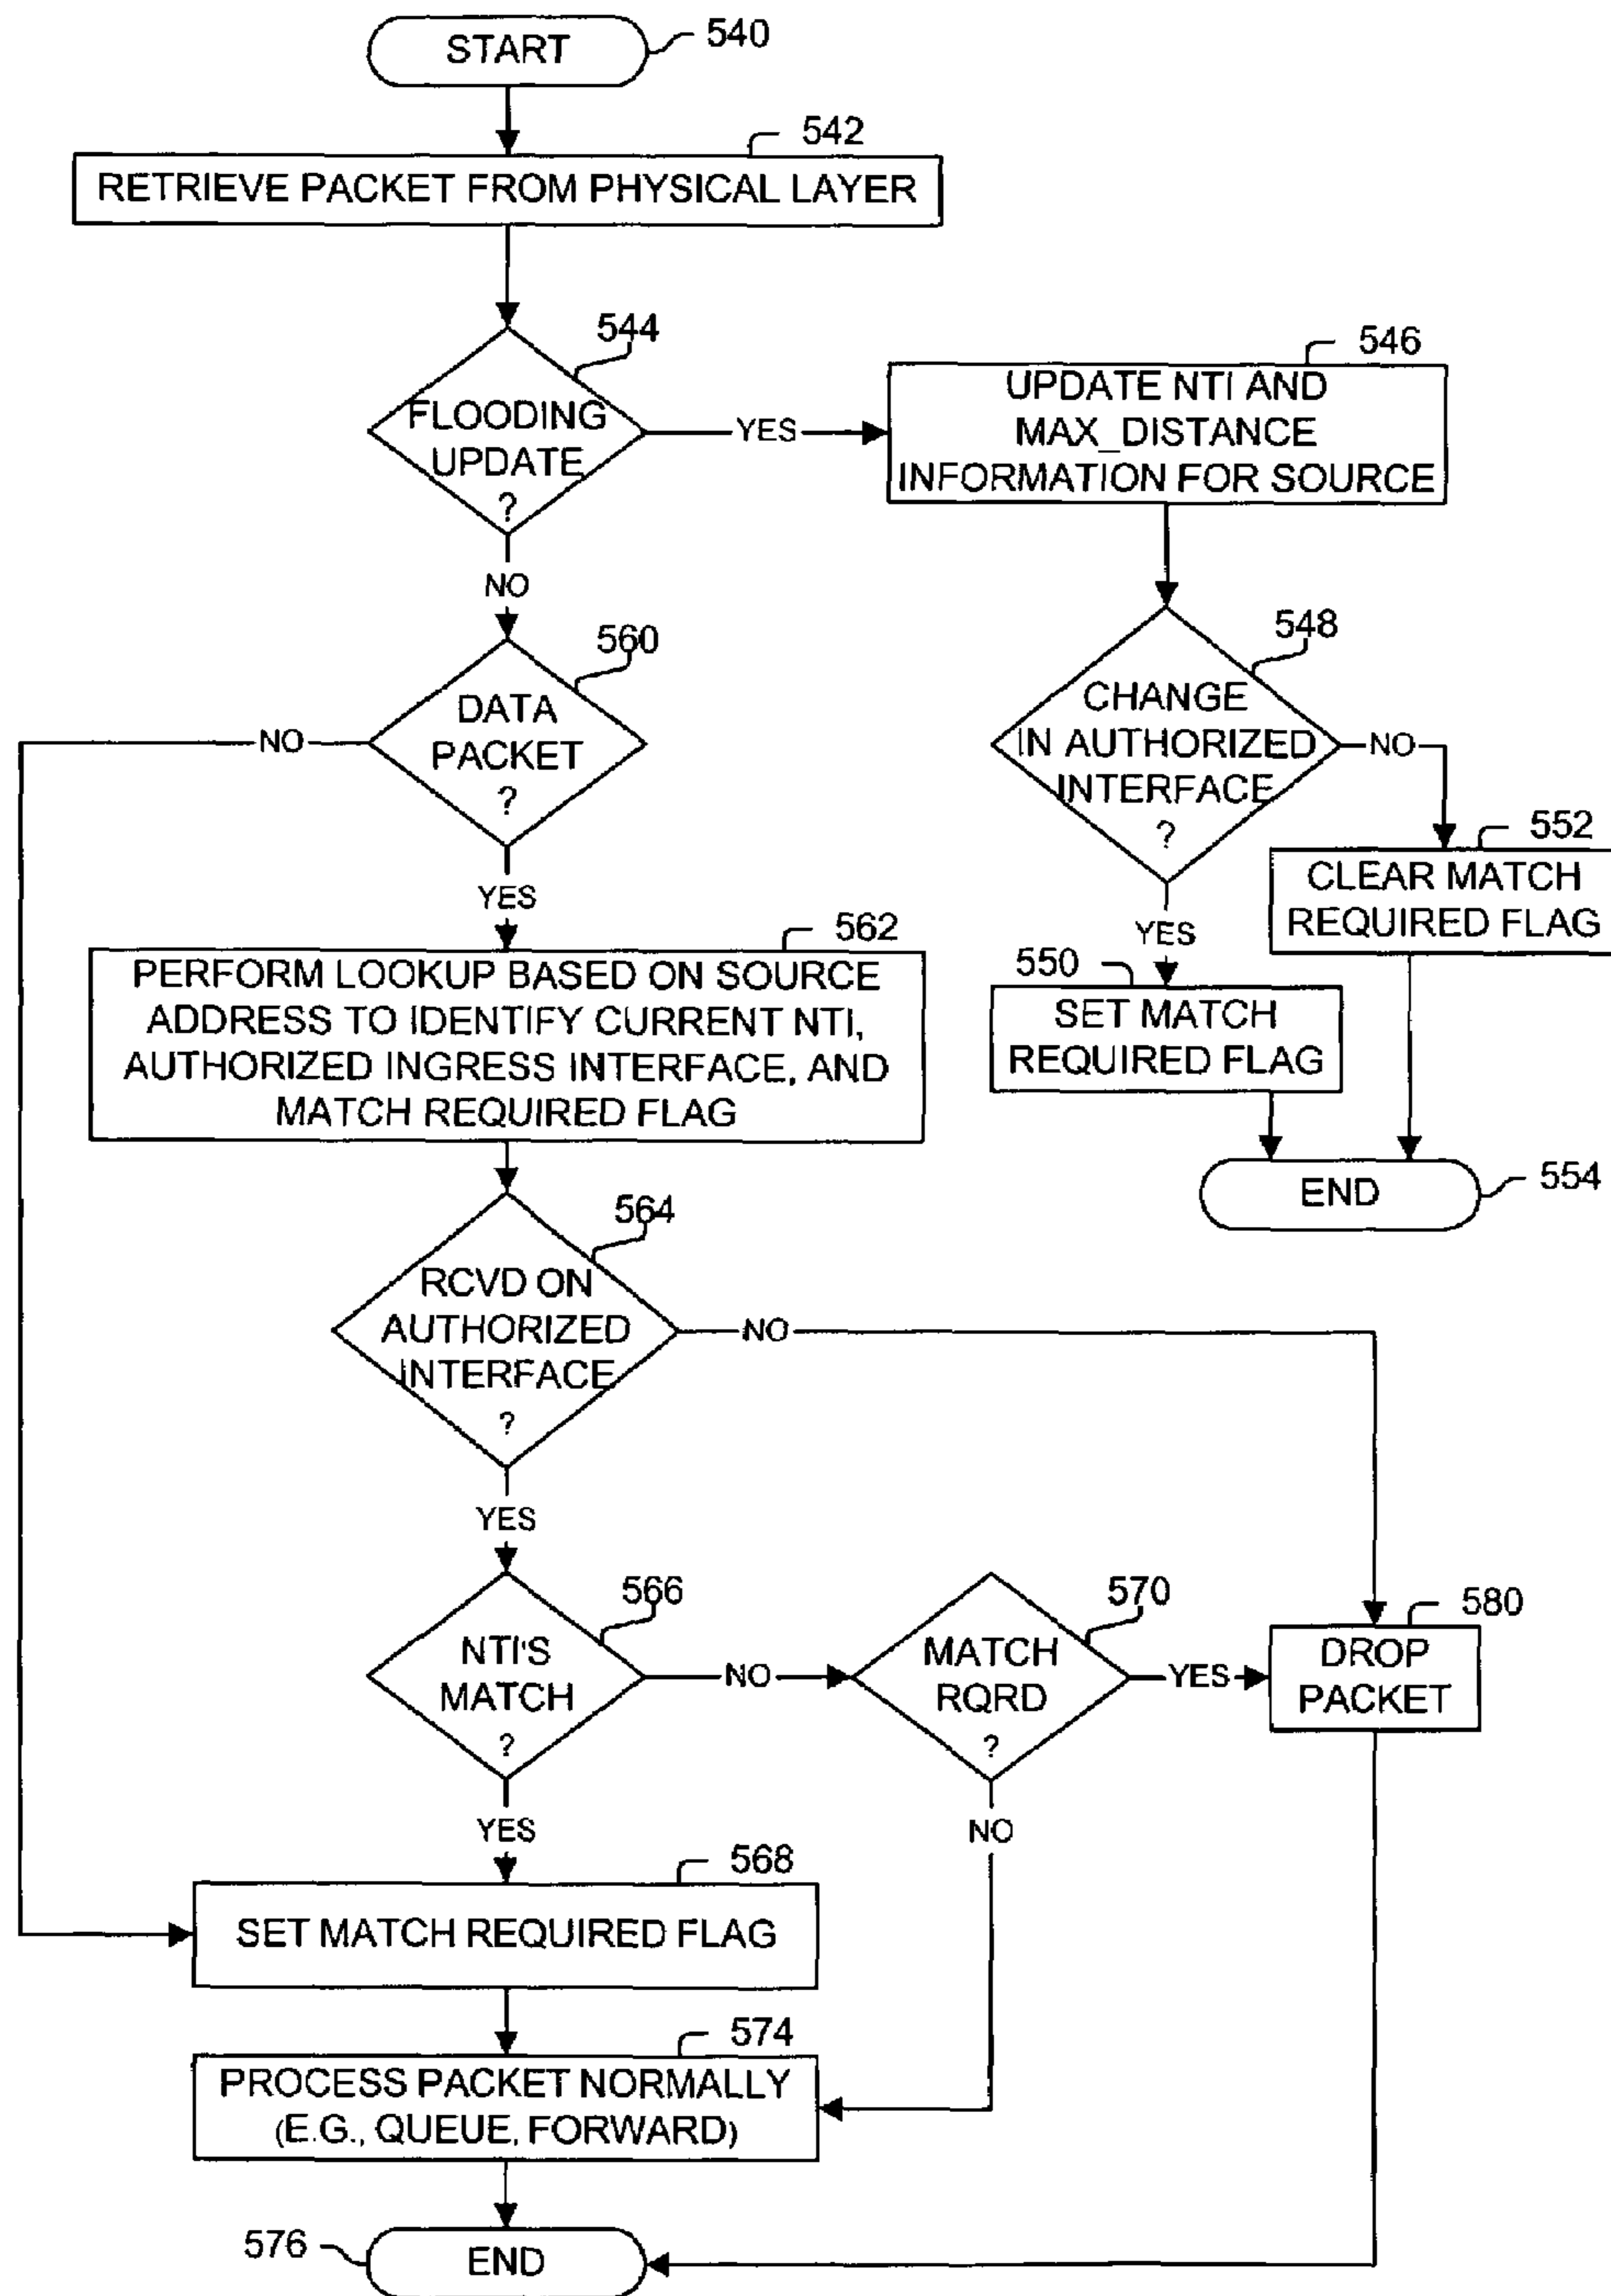 START
540
542
RETRIEVE PACKET FROM PHYSICAL LAYER
544
FLOODING
UPDATE
?
YES
546
UPDATE NTI AND
MAX_DISTANCE
INFORMATION FOR SOURCE
NO
548
CHANGE
IN AUTHORIZED
INTERFACE
?
NO
552
CLEAR MATCH
REQUIRED FLAG
YES
550
SET MATCH
REQUIRED FLAG
END
554
560
DATA
PACKET
?
NO
YES
562
PERFORM LOOKUP BASED ON SOURCE
ADDRESS TO IDENTIFY CURRENT NTI,
AUTHORIZED INGRESS INTERFACE, AND
MATCH REQUIRED FLAG
564
RCVD ON
AUTHORIZED
INTERFACE
?
NO
YES
566
NTI'S
MATCH
?
NO
570
MATCH
RQRD
?
YES
580
DROP
PACKET
YES
NO
568
SET MATCH REQUIRED FLAG
574
PROCESS PACKET NORMALLY
(E.G., QUEUE, FORWARD)
576
END